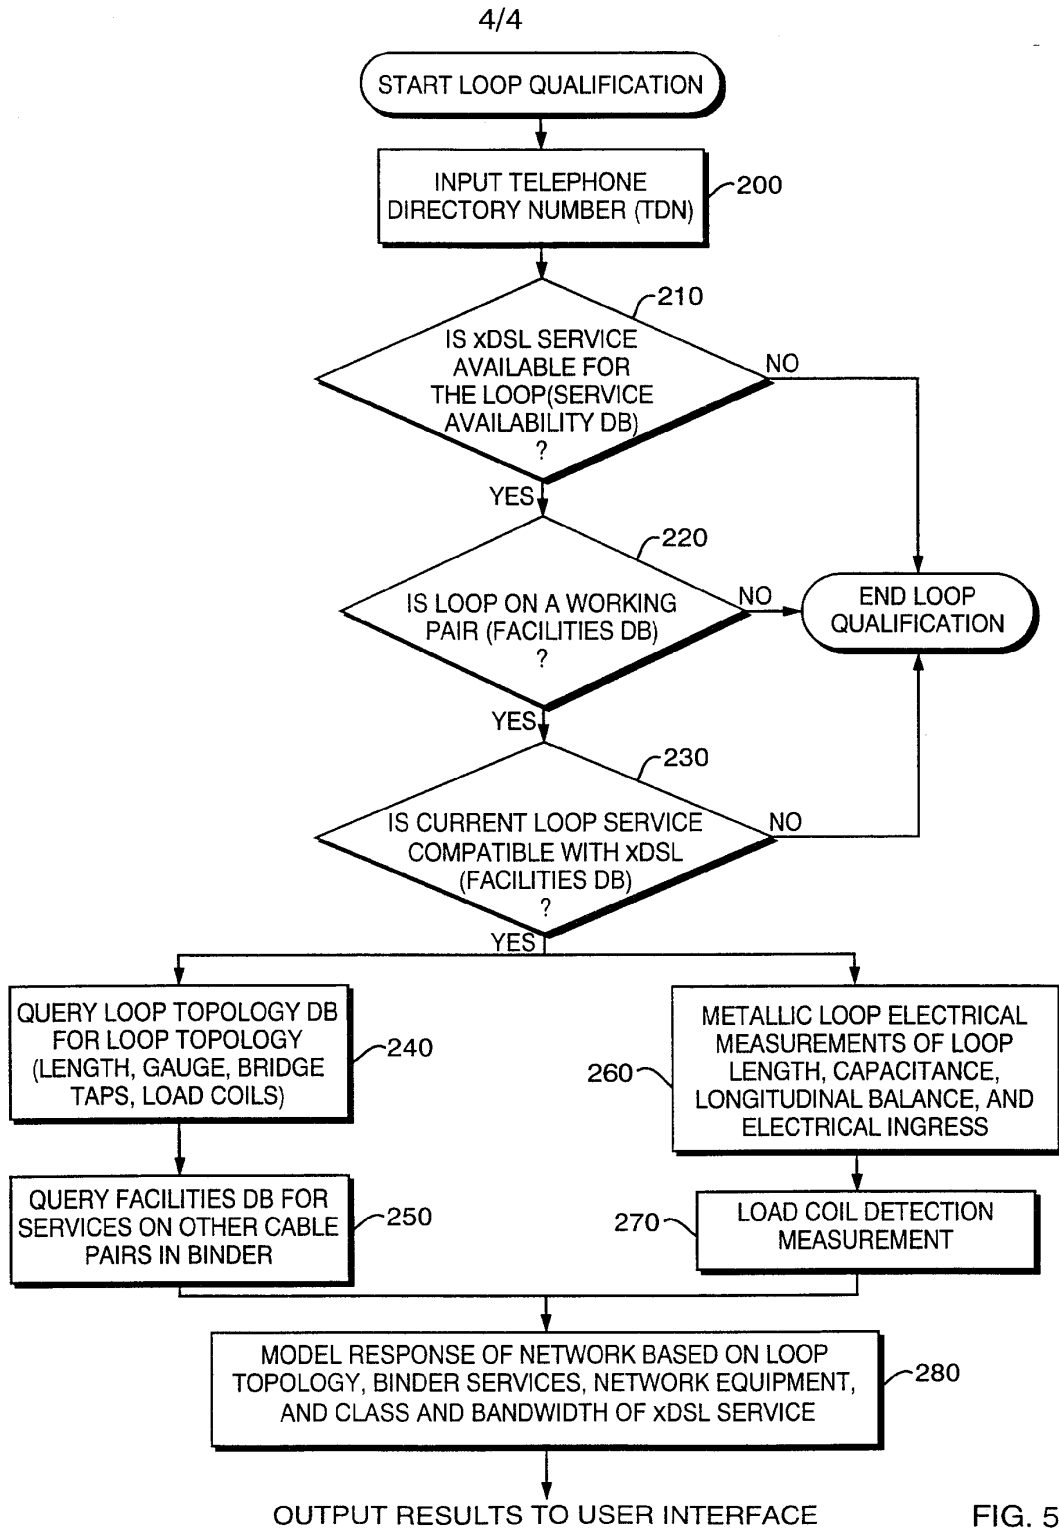 4/4
START LOOP QUALIFICATION
INPUT TELEPHONE
DIRECTORY NUMBER (TDN)
200
210
IS xDSL SERVICE
AVAILABLE FOR
THE LOOP(SERVICE
AVAILABILITY DB)
?
NO
YES
220
IS LOOP ON A WORKING
PAIR (FACILITIES DB)
?
NO
END LOOP
QUALIFICATION
YES
230
IS CURRENT LOOP SERVICE
COMPATIBLE WITH xDSL
(FACILITIES DB)
?
NO
YES
QUERY LOOP TOPOLOGY DB
FOR LOOP TOPOLOGY
(LENGTH, GAUGE, BRIDGE
TAPS, LOAD COILS)
240
260
METALLIC LOOP ELECTRICAL
MEASUREMENTS OF LOOP
LENGTH, CAPACITANCE,
LONGITUDINAL BALANCE, AND
ELECTRICAL INGRESS
QUERY FACILITIES DB FOR
SERVICES ON OTHER CABLE
PAIRS IN BINDER
250
270
LOAD COIL DETECTION
MEASUREMENT
MODEL RESPONSE OF NETWORK BASED ON LOOP
TOPOLOGY, BINDER SERVICES, NETWORK EQUIPMENT,
AND CLASS AND BANDWIDTH OF xDSL SERVICE
280
OUTPUT RESULTS TO USER INTERFACE
FIG. 5